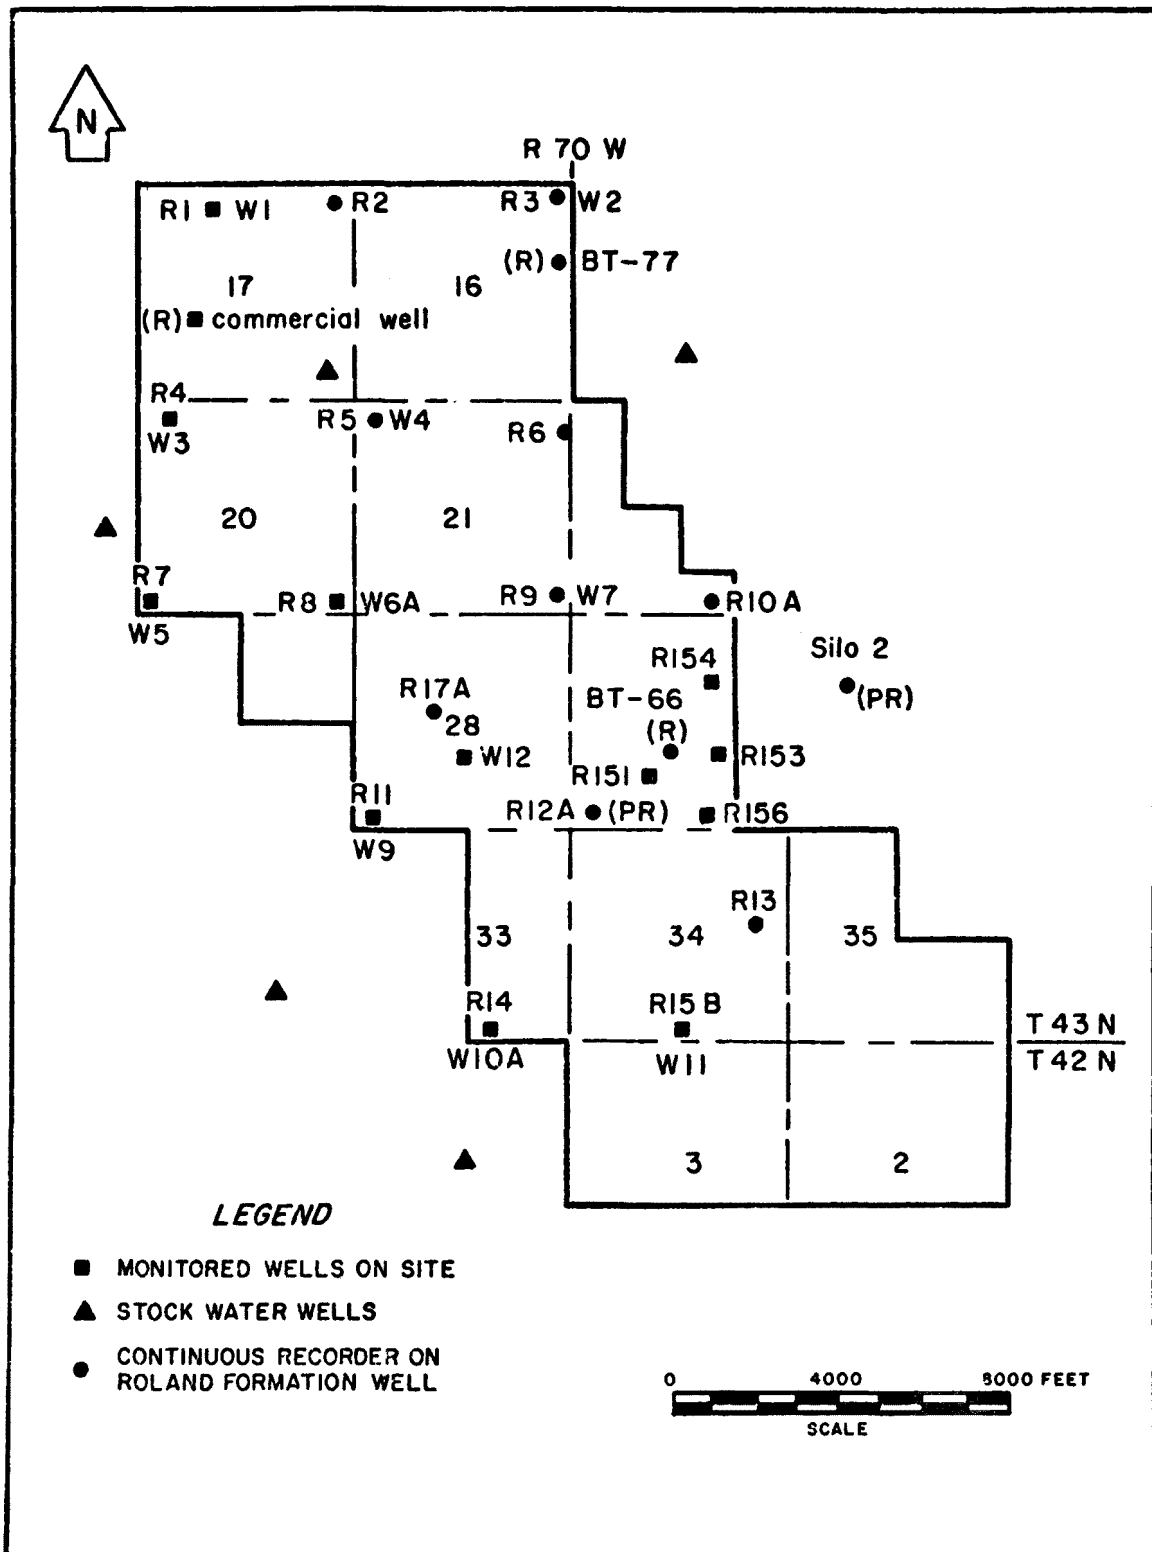 N
R 70 W
R1 W1
R2
R3 W2
(R) BT-77
17
16
(R) commercial well
R4
W3
R5 W4
R6
20
21
R7
W5
R8 W6A
R9 W7
R10A
Silo 2
(PR)
R154
R17A
BT-66
(R)
28
W12
R153
R151
R11
W9
R12A (PR)
R156
R13
33
34
35
R14
W10A
R15B
W11
T 43 N
T 42 N
3
2
LEGEND
MONITORED WELLS ON SITE
STOCK WATER WELLS
CONTINUOUS RECORDER ON
ROLAND FORMATION WELL
0 4000 8000 FEET
SCALE